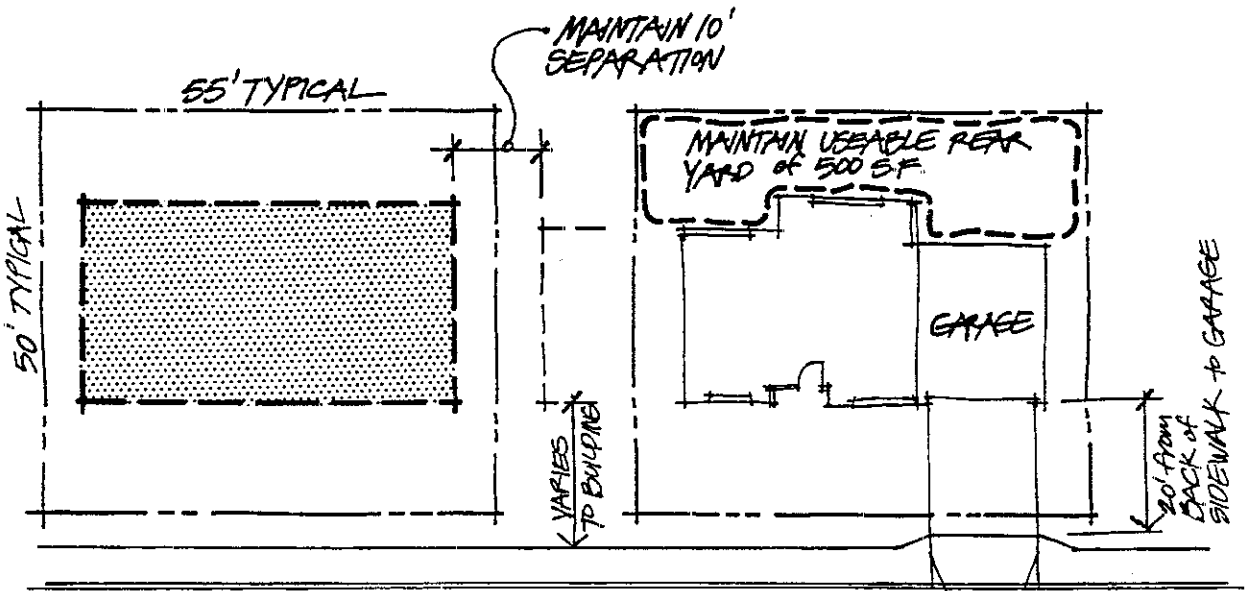 MAINTAIN 10'
SEPARATION
55' TYPICAL
50' TYPICAL
MAINTAIN USEABLE REAR
YARD of 500 S.F.
GARAGE
VARIES
TO BUILDING
20' from
BACK of
SIDEWALK to GARAGE